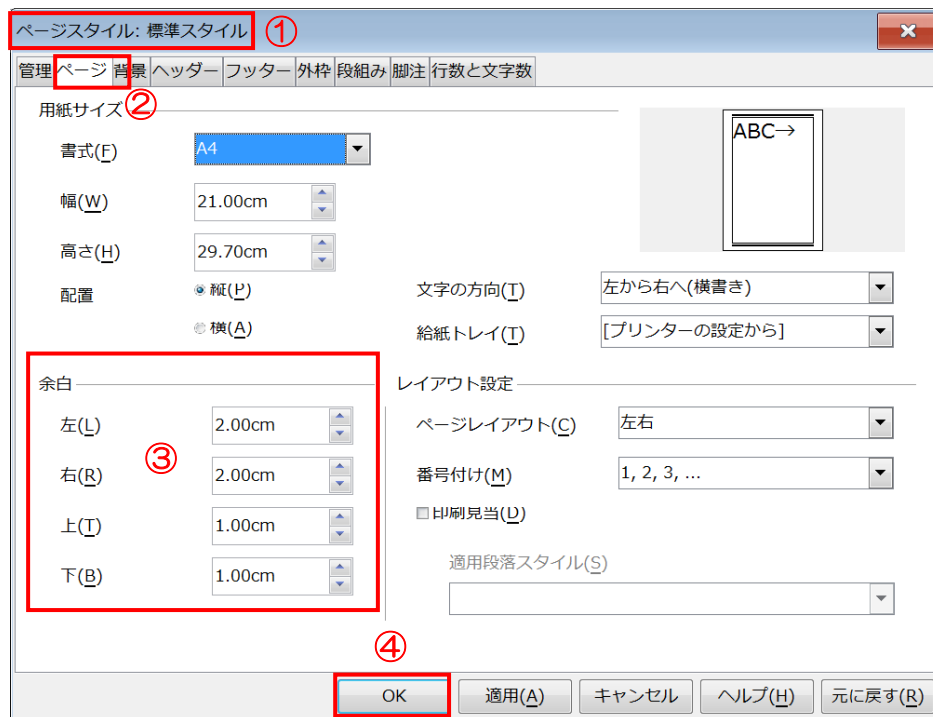 ページスタイル: 標準スタイル ①
管理 ページ 背景 ヘッダー フッター 外枠 段組み 脚注 行数と文字数
②
用紙サイズ
書式(F) A4
幅(W) 21.00cm
高さ(H) 29.70cm
配置 縦(P)
横(A)
ABC→
文字の方向(T) 左から右へ(横書き)
給紙トレイ(T) [プリンターの設定から]
余白
左(L) 2.00cm
③
右(R) 2.00cm
上(T) 1.00cm
下(B) 1.00cm
レイアウト設定
ページレイアウト(C) 左右
番号付け(M) 1, 2, 3, ...
印刷見当(D)
適用段落スタイル(S)
④
OK 適用(A) キャンセル ヘルプ(H) 元に戻す(R)